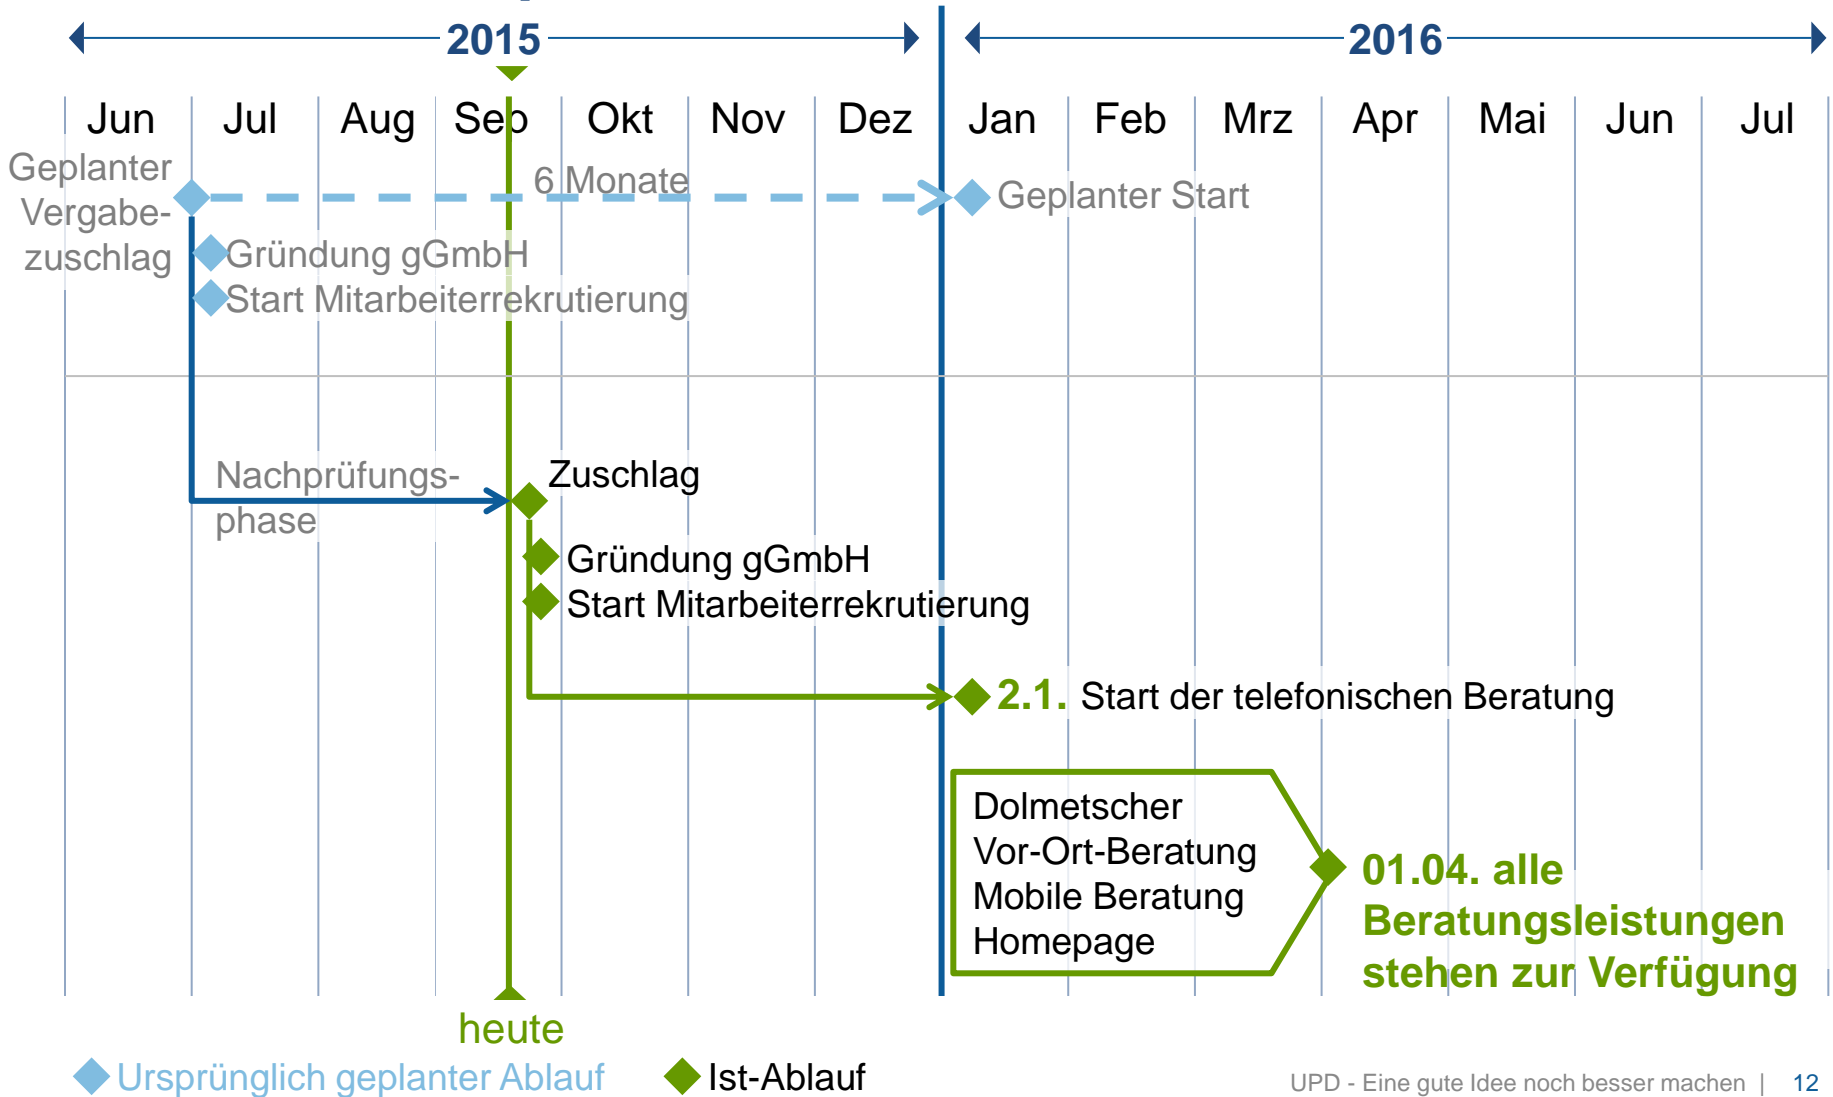 2015
2016
Jun Jul Aug Sep Okt Nov Dez Jan Feb Mrz Apr Mai Jun Jul
Geplanter
Vergabe-
zuschlag
6 Monate
Geplanter Start
Gründung gGmbH
Start Mitarbeiterrekrutierung
Nachprüfungs-
phase
Zuschlag
Gründung gGmbH
Start Mitarbeiterrekrutierung
2.1. Start der telefonischen Beratung
Dolmetscher
Vor-Ort-Beratung
Mobile Beratung
Homepage
01.04. alle
Beratungsleistungen
stehen zur Verfügung
heute
Ursprünglich geplanter Ablauf
Ist-Ablauf
UPD - Eine gute Idee noch besser machen | 12